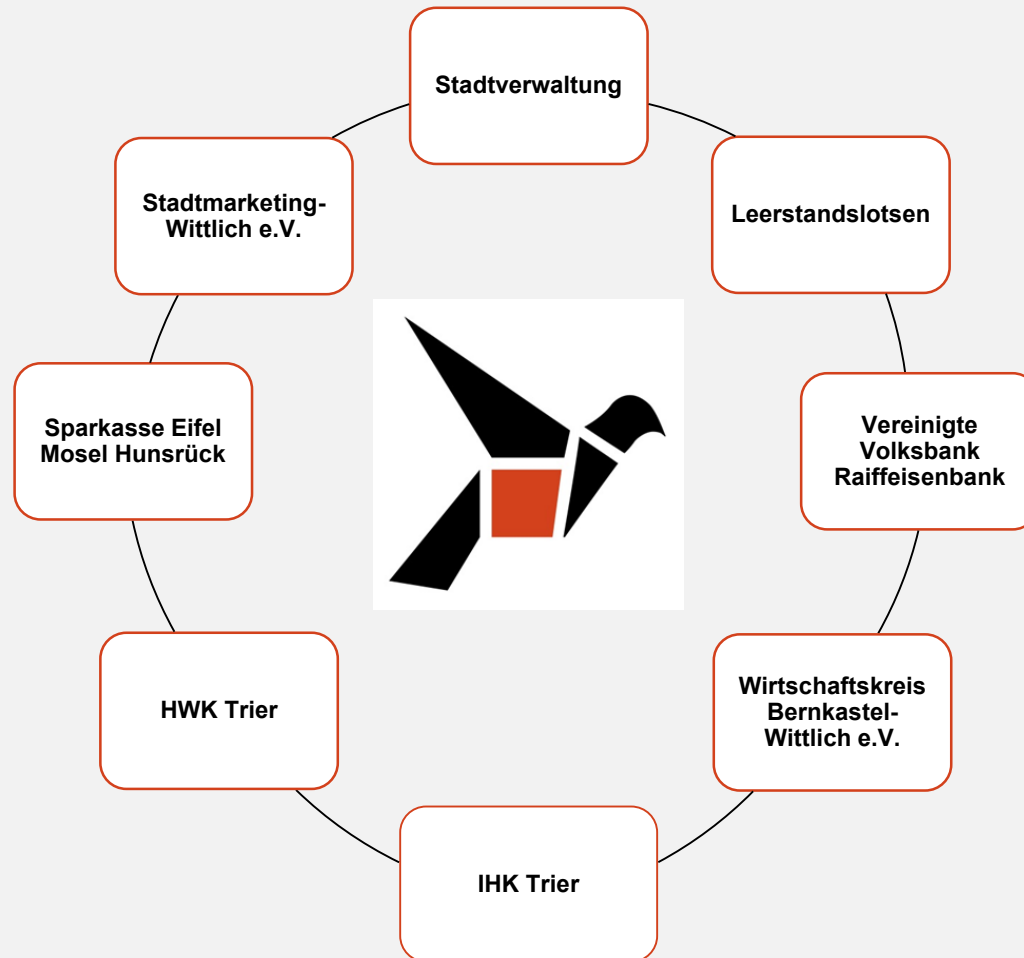 Stadtverwaltung
Leerstandslotsen
Vereinigte
Volksbank
Raiffeisenbank
Wirtschaftskreis
Bernkastel-
Wittlich e.V.
IHK Trier
HWK Trier
Sparkasse Eifel
Mosel Hunsrück
Stadtmarketing-
Wittlich e.V.